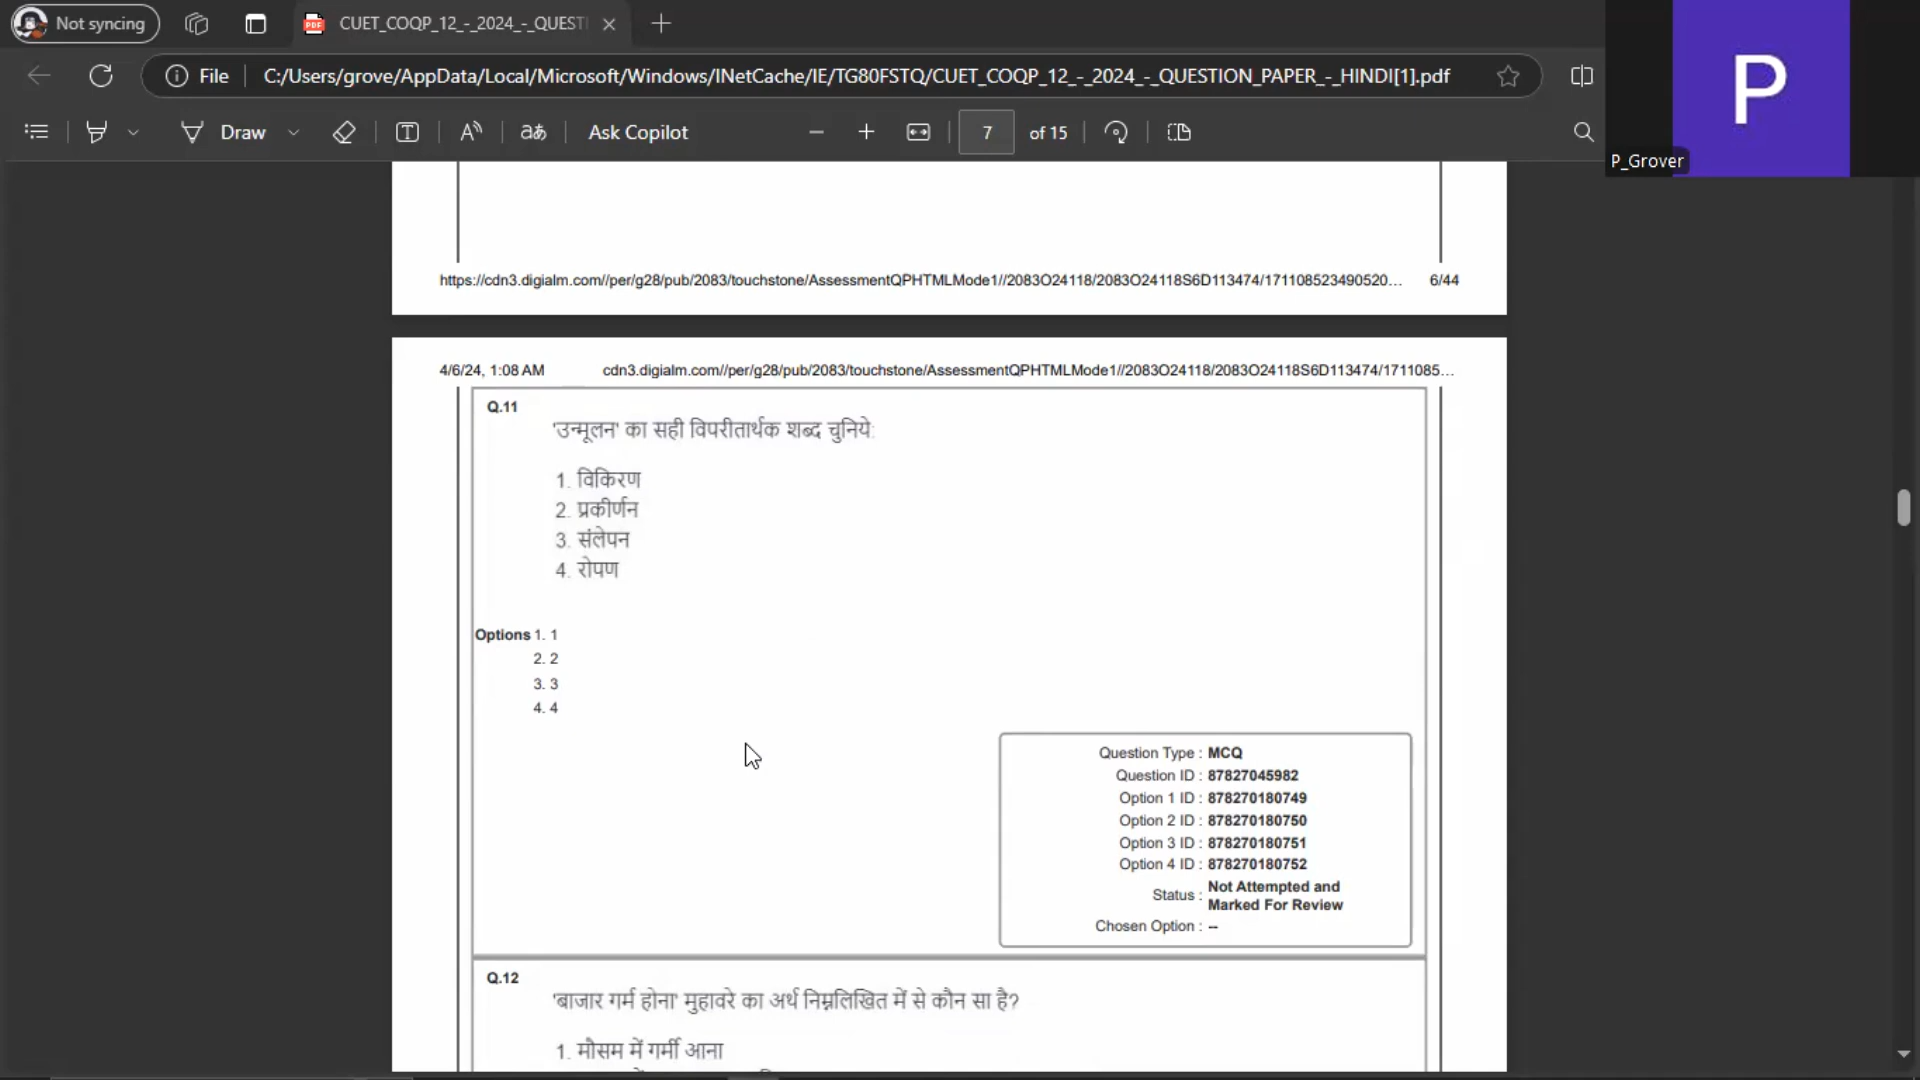 Not syncing
CUET_COQP_12_-_2024_-_QUESTI
File
C:/Users/grove/AppData/Local/Microsoft/Windows/INetCache/IE/TG80FSTQ/CUET_COQP_12_-_2024_-_QUESTION_PAPER_-_HINDI[1].pdf
P
P_Grover
Draw
Ask Copilot
7 of 15
https://cdn3.digialm.com//per/g28/pub/2083/touchstone/AssessmentQPHTMLMode1//2083O24118/2083O24118S6D113474/171108523490520… 6/44
4/6/24, 1:08 AM cdn3.digialm.com//per/g28/pub/2083/touchstone/AssessmentQPHTMLMode1//2083O24118/2083O24118S6D113474/1711085…
Q.11
'उन्मूलन' का सही विपरीतार्थक शब्द चुनिये:
1. विकिरण
2. प्रकीर्णन
3. संलेपन
4. रोपण
Options 1. 1
2. 2
3. 3
4. 4
Question Type : MCQ
Question ID : 87827045982
Option 1 ID : 878270180749
Option 2 ID : 878270180750
Option 3 ID : 878270180751
Option 4 ID : 878270180752
Status : Not Attempted and
Marked For Review
Chosen Option : --
Q.12
'बाजार गर्म होना' मुहावरे का अर्थ निम्नलिखित में से कौन सा है?
1. मौसम में गर्मी आना